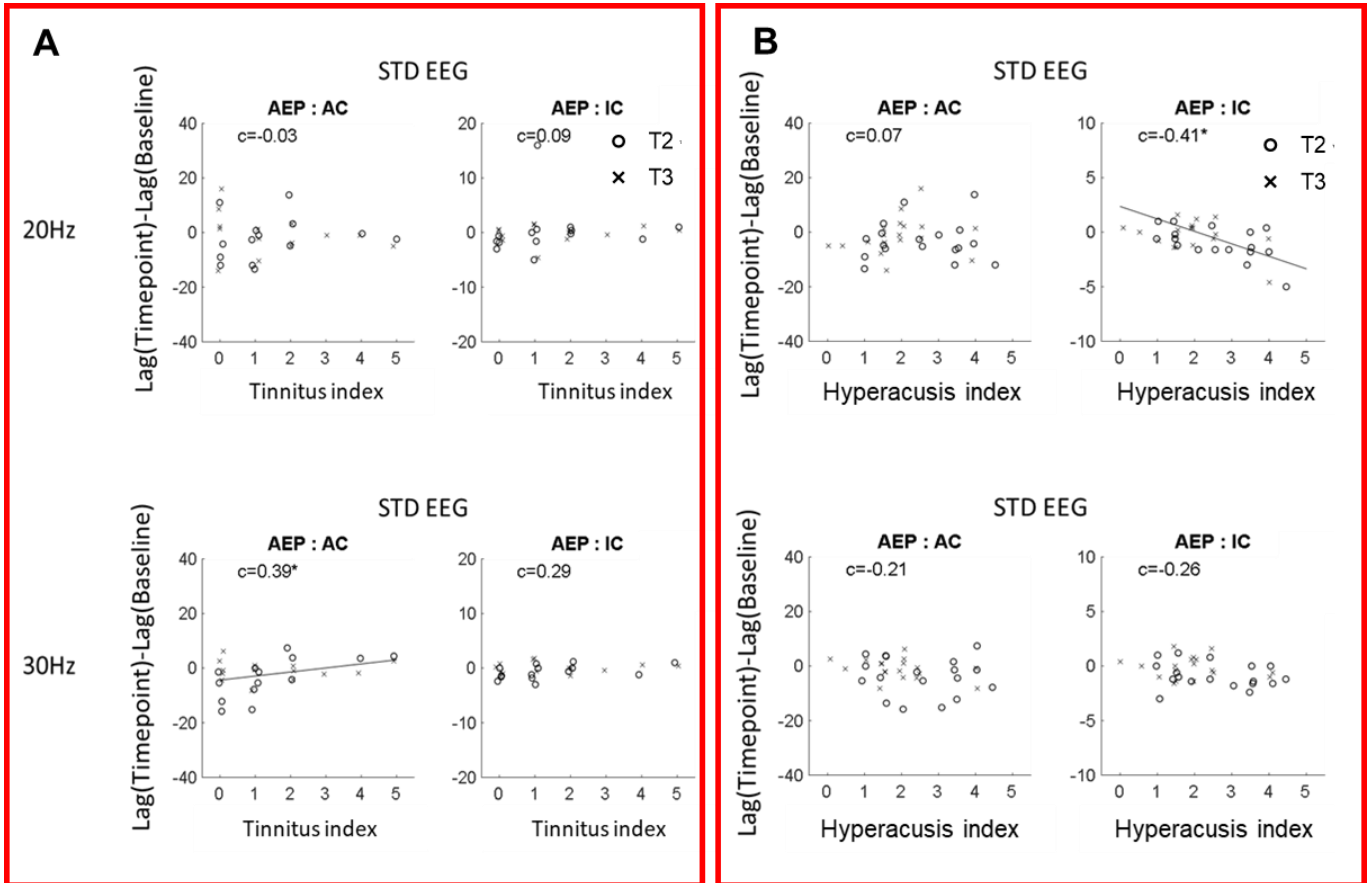 A
20Hz
STD EEG
Lag(Timepoint)-Lag(Baseline)
AEP : AC
c=-0.03
40
20
0
-20
-40
0 1 2 3 4 5
Tinnitus index
AEP : IC
c=0.09
T2
T3
20
10
0
-10
-20
0 1 2 3 4 5
Tinnitus index
30Hz
STD EEG
Lag(Timepoint)-Lag(Baseline)
AEP : AC
c=0.39*
40
20
0
-20
-40
0 1 2 3 4 5
Tinnitus index
AEP : IC
c=0.29
20
10
0
-10
-20
0 1 2 3 4 5
Tinnitus index
B
STD EEG
Lag(Timepoint)-Lag(Baseline)
AEP : AC
c=0.07
40
20
0
-20
-40
0 1 2 3 4 5
Hyperacusis index
AEP : IC
c=-0.41*
T2
T3
10
5
0
-5
-10
0 1 2 3 4 5
Hyperacusis index
STD EEG
Lag(Timepoint)-Lag(Baseline)
AEP : AC
c=-0.21
40
20
0
-20
-40
0 1 2 3 4 5
Hyperacusis index
AEP : IC
c=-0.26
10
5
0
-5
-10
0 1 2 3 4 5
Hyperacusis index